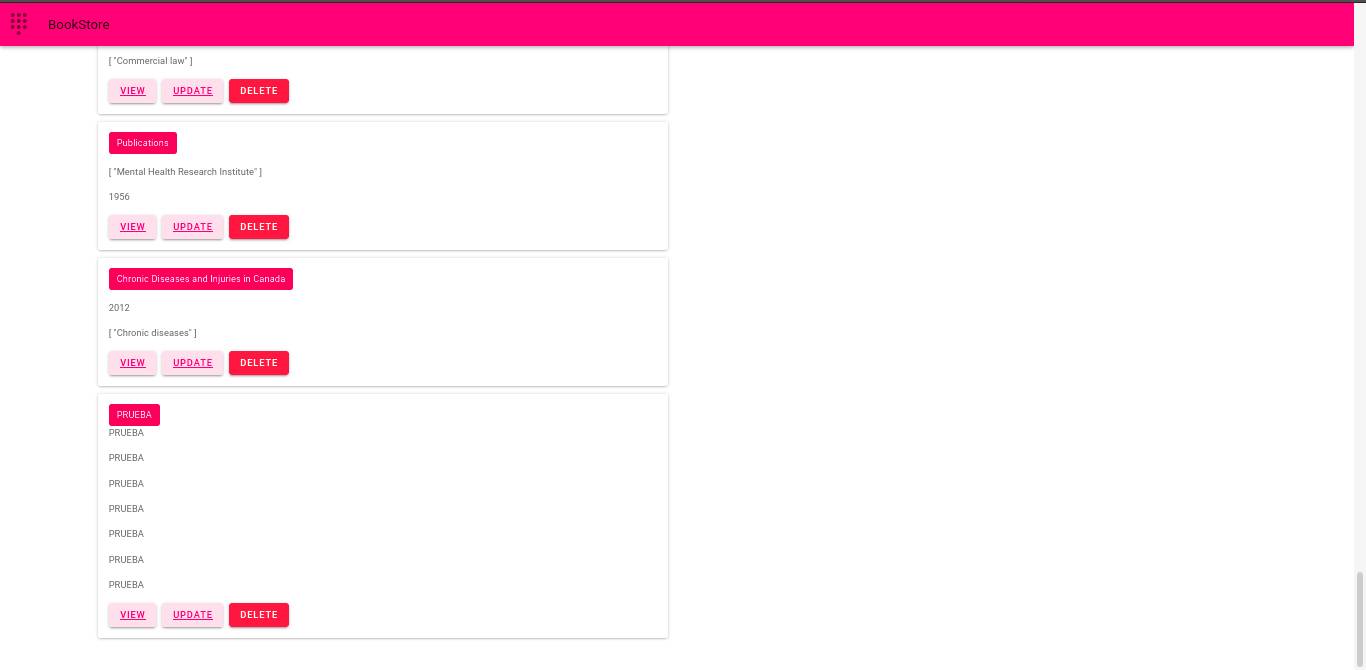 BookStore
[ "Commercial law" ]
VIEW UPDATE DELETE
Publications
[ "Mental Health Research Institute" ]
1956
VIEW UPDATE DELETE
Chronic Diseases and Injuries in Canada
2012
[ "Chronic diseases" ]
VIEW UPDATE DELETE
PRUEBA
PRUEBA
PRUEBA
PRUEBA
PRUEBA
PRUEBA
PRUEBA
PRUEBA
VIEW UPDATE DELETE